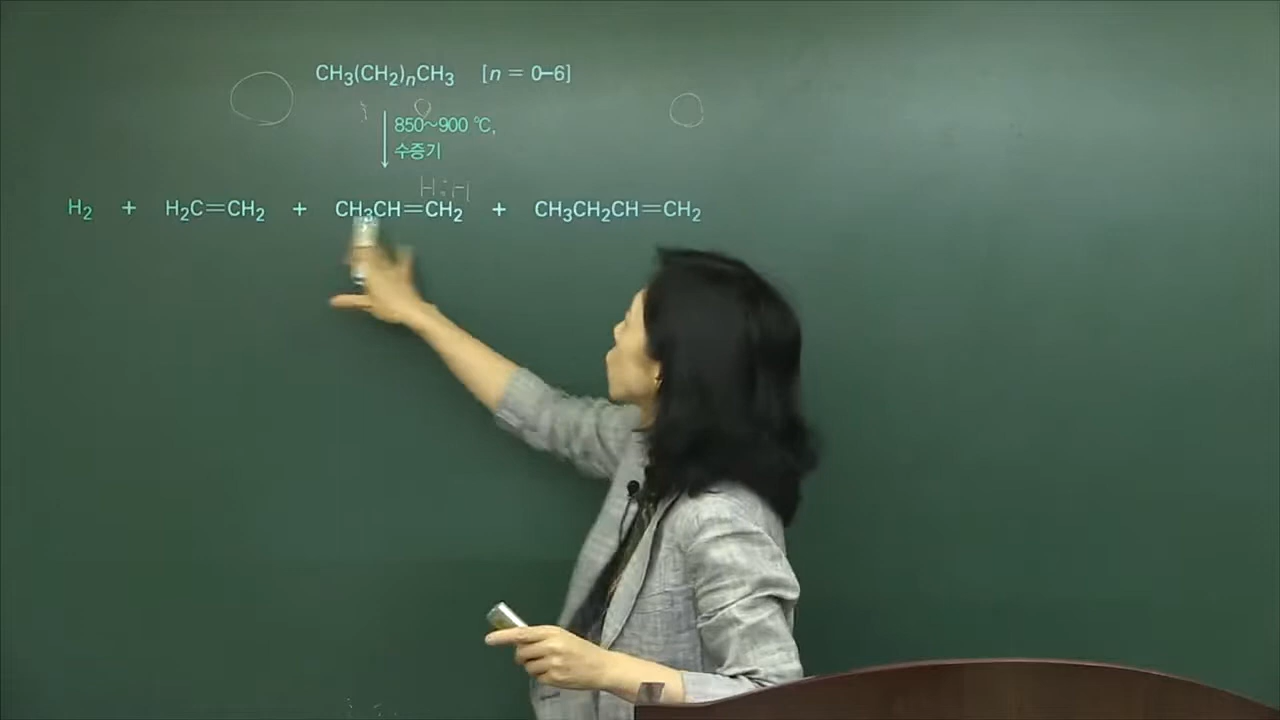 CH₃(CH₂)ₙCH₃ [n = 0–6]
850~900 °C,
수증기
H:H
H₂ + H₂C=CH₂ + CH₃CH=CH₂ + CH₃CH₂CH=CH₂